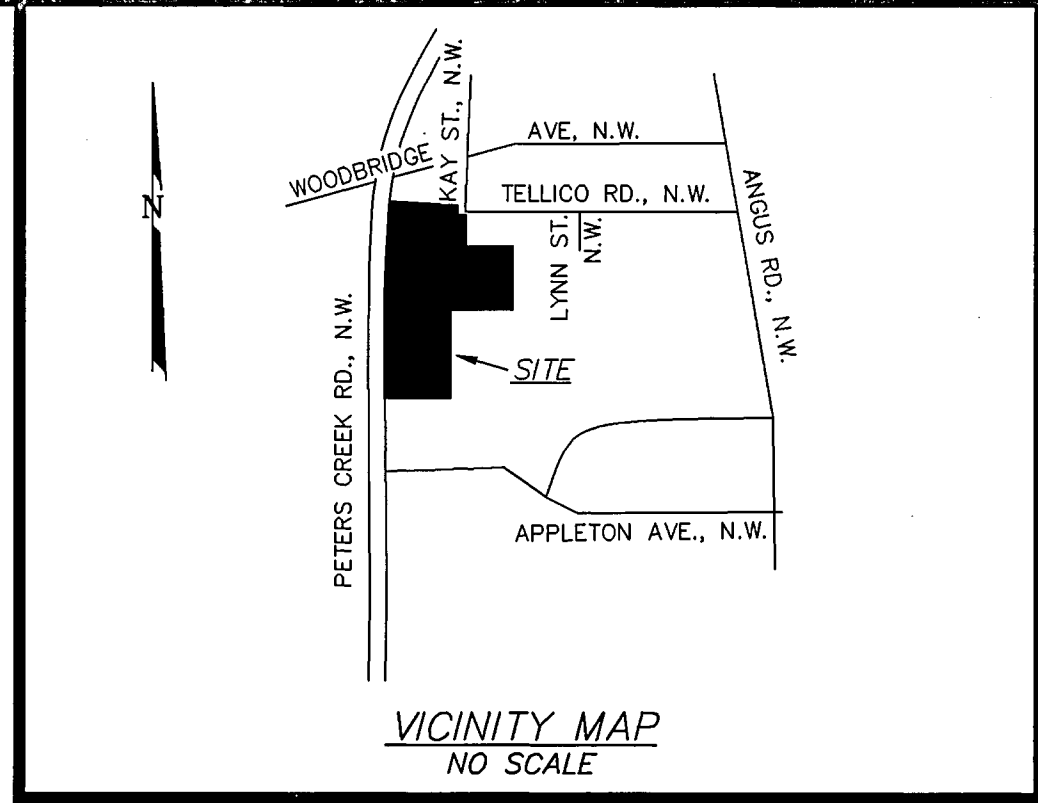 N
WOODBRIDGE
AVE, N.W.
KAY ST., N.W.
TELLICO RD., N.W.
LYNN ST.
N.W.
ANGUS RD., N.W.
PETERS CREEK RD., N.W.
SITE
APPLETON AVE., N.W.
VICINITY MAP
NO SCALE